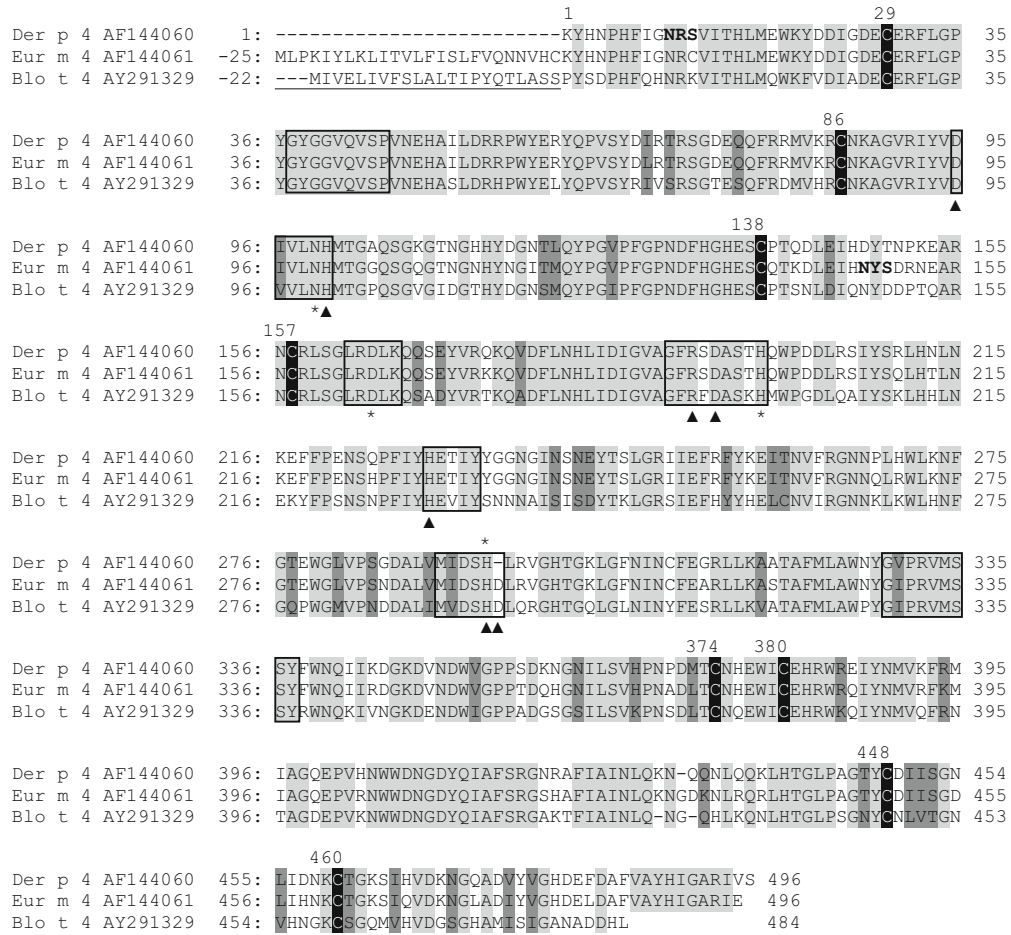 1 29
Der p 4 AF144060 1: -------------------------KYHNPHFIGNRSVITHLMEWKYDDIGDECERFLGP 35
Eur m 4 AF144061 -25: MLPKIYLKLITVLFISLFVQNNVHCKYHNPHFIGNRCVITHLMEWKYDDIGDECERFLGP 35
Blo t 4 AY291329 -22: ---MIVELIVFSLALTIPYQTLASSPYSDPHFQHNRKVITHLMQWKFVDIADECERFLGP 35
86
Der p 4 AF144060 36: YGYGGVQVSPVNEHAILDRRPWYERYQPVSYDIRTRSGDEQQFRRMVKRCNKAGVRIYVD 95
Eur m 4 AF144061 36: YGYGGVQVSPVNEHAILDRRPWYERYQPVSYDLRTRSGDEQQFRRMVKRCNKAGVRIYVD 95
Blo t 4 AY291329 36: YGYGGVQVSPVNEHASLDRHPWYELYQPVSYRIVSRSGTESQFRDMVHRCNKAGVRIYVD 95
▲
138
Der p 4 AF144060 96: IVLNHMTGAQSGKGTNGHHYDGNTLQYPGVPFGPNDFHGHESCPTQDLEIHDYTNPKEAR 155
Eur m 4 AF144061 96: IVLNHMTGGQSGQGTNGNHYNGITMQYPGVPFGPNDFHGHESCQTKDLEIHNYSDRNEAR 155
Blo t 4 AY291329 96: VVLNHMTGPQSGVGIDGTHYDGNSMQYPGIPFGPNDFHGHESCPTSNLDIQNYDDPTQAR 155
*▲
157
Der p 4 AF144060 156: NCRLSGLRDLKQQSEYVRQKQVDFLNHLIDIGVAGFRSDASTHQWPDDLRSIYSRLHNLN 215
Eur m 4 AF144061 156: NCRLSGLRDLKQQSEYVRKKQVDFLNHLIDIGVAGFRSDASTHQWPDDLRSIYSQLHTLN 215
Blo t 4 AY291329 156: NCRLSGLRDLKQQSADYVRTKQADFLNHLIDIGVAGFRFDASKHMWPGDLQAIYSKLHHLN 215
* ▲ ▲ *
Der p 4 AF144060 216: KEFFPENSQPFIYHETIYYGGNGINSNEYTSLGRIIEFRFYKEITNVFRGNNPLHWLKNF 275
Eur m 4 AF144061 216: KEFFPENSHPFIYHETIYYGGNGINSNEYTSLGRIIEFRFYKEITNVFRGNNQLRWLKNF 275
Blo t 4 AY291329 216: EKYFPSNSNPFIYHEVIYSNNNAISISDYTKLGRSIEFHYYHELCNVIRGNNKLKWLHNF 275
▲
*
Der p 4 AF144060 276: GTEWGLVPSGDALVMIDSH-LRVGHTGKLGFNINCFEGRLLKAATAFMLAWNYGVPRVMS 335
Eur m 4 AF144061 276: GTEWGLVPSGDALVMIDSHDLRVGHTGKLGFNINCFEARLLKASTAFMLAWNYGVPRVMS 335
Blo t 4 AY291329 276: GQPWGMVPNDDALIMVDSHDLQRGHTGQLGLNINYFESRLLKVATAFMLAWPYGIPRVMS 335
▲▲
374 380
Der p 4 AF144060 336: SYFWNQIIKDGKDVNDWVGPPSDKNGNILSVHPNPDMTCNHEWICEHRWREIYNMVKFRM 395
Eur m 4 AF144061 336: SYFWNQIIRDGKDVNDWVGPPTDQHGNILSVHPNADLTCNHEWICEHRWRQIYNMVRFKM 395
Blo t 4 AY291329 336: SYRWNQKIVNGKDENDWIGPPADGSGSILSVKPNSDLTCNQEWICEHRWKQIYNMVQFRN 395
448
Der p 4 AF144060 396: IAGQEPVHNWWDNGDYQIAFSRGNRAFIAINLQKN-QQNLQQKLHTGLPAGTYCDIISGN 454
Eur m 4 AF144061 396: IAGQEPVRNWWDNGDYQIAFSRGSHAFIAINLQKNGDKNLRQRLHTGLPAGTYCDIISGD 455
Blo t 4 AY291329 396: TAGDEPVKNWWDNGDYQIAFSRGAKTFIAINLQ-NG-QHLKQNLHTGLPSGNYCNLVTGD 453
460
Der p 4 AF144060 455: LIDNKCTGKSIHVDKNGQADVYVGHDEFDAFVAYHIGARIVS 496
Eur m 4 AF144061 456: LIHNKCTGKSIQVDKNGLADIYVGHDELDAFVAYHIGARIE 496
Blo t 4 AY291329 454: VHNGKCSGQMVHVDGSGHAMISIGANADDHL 484